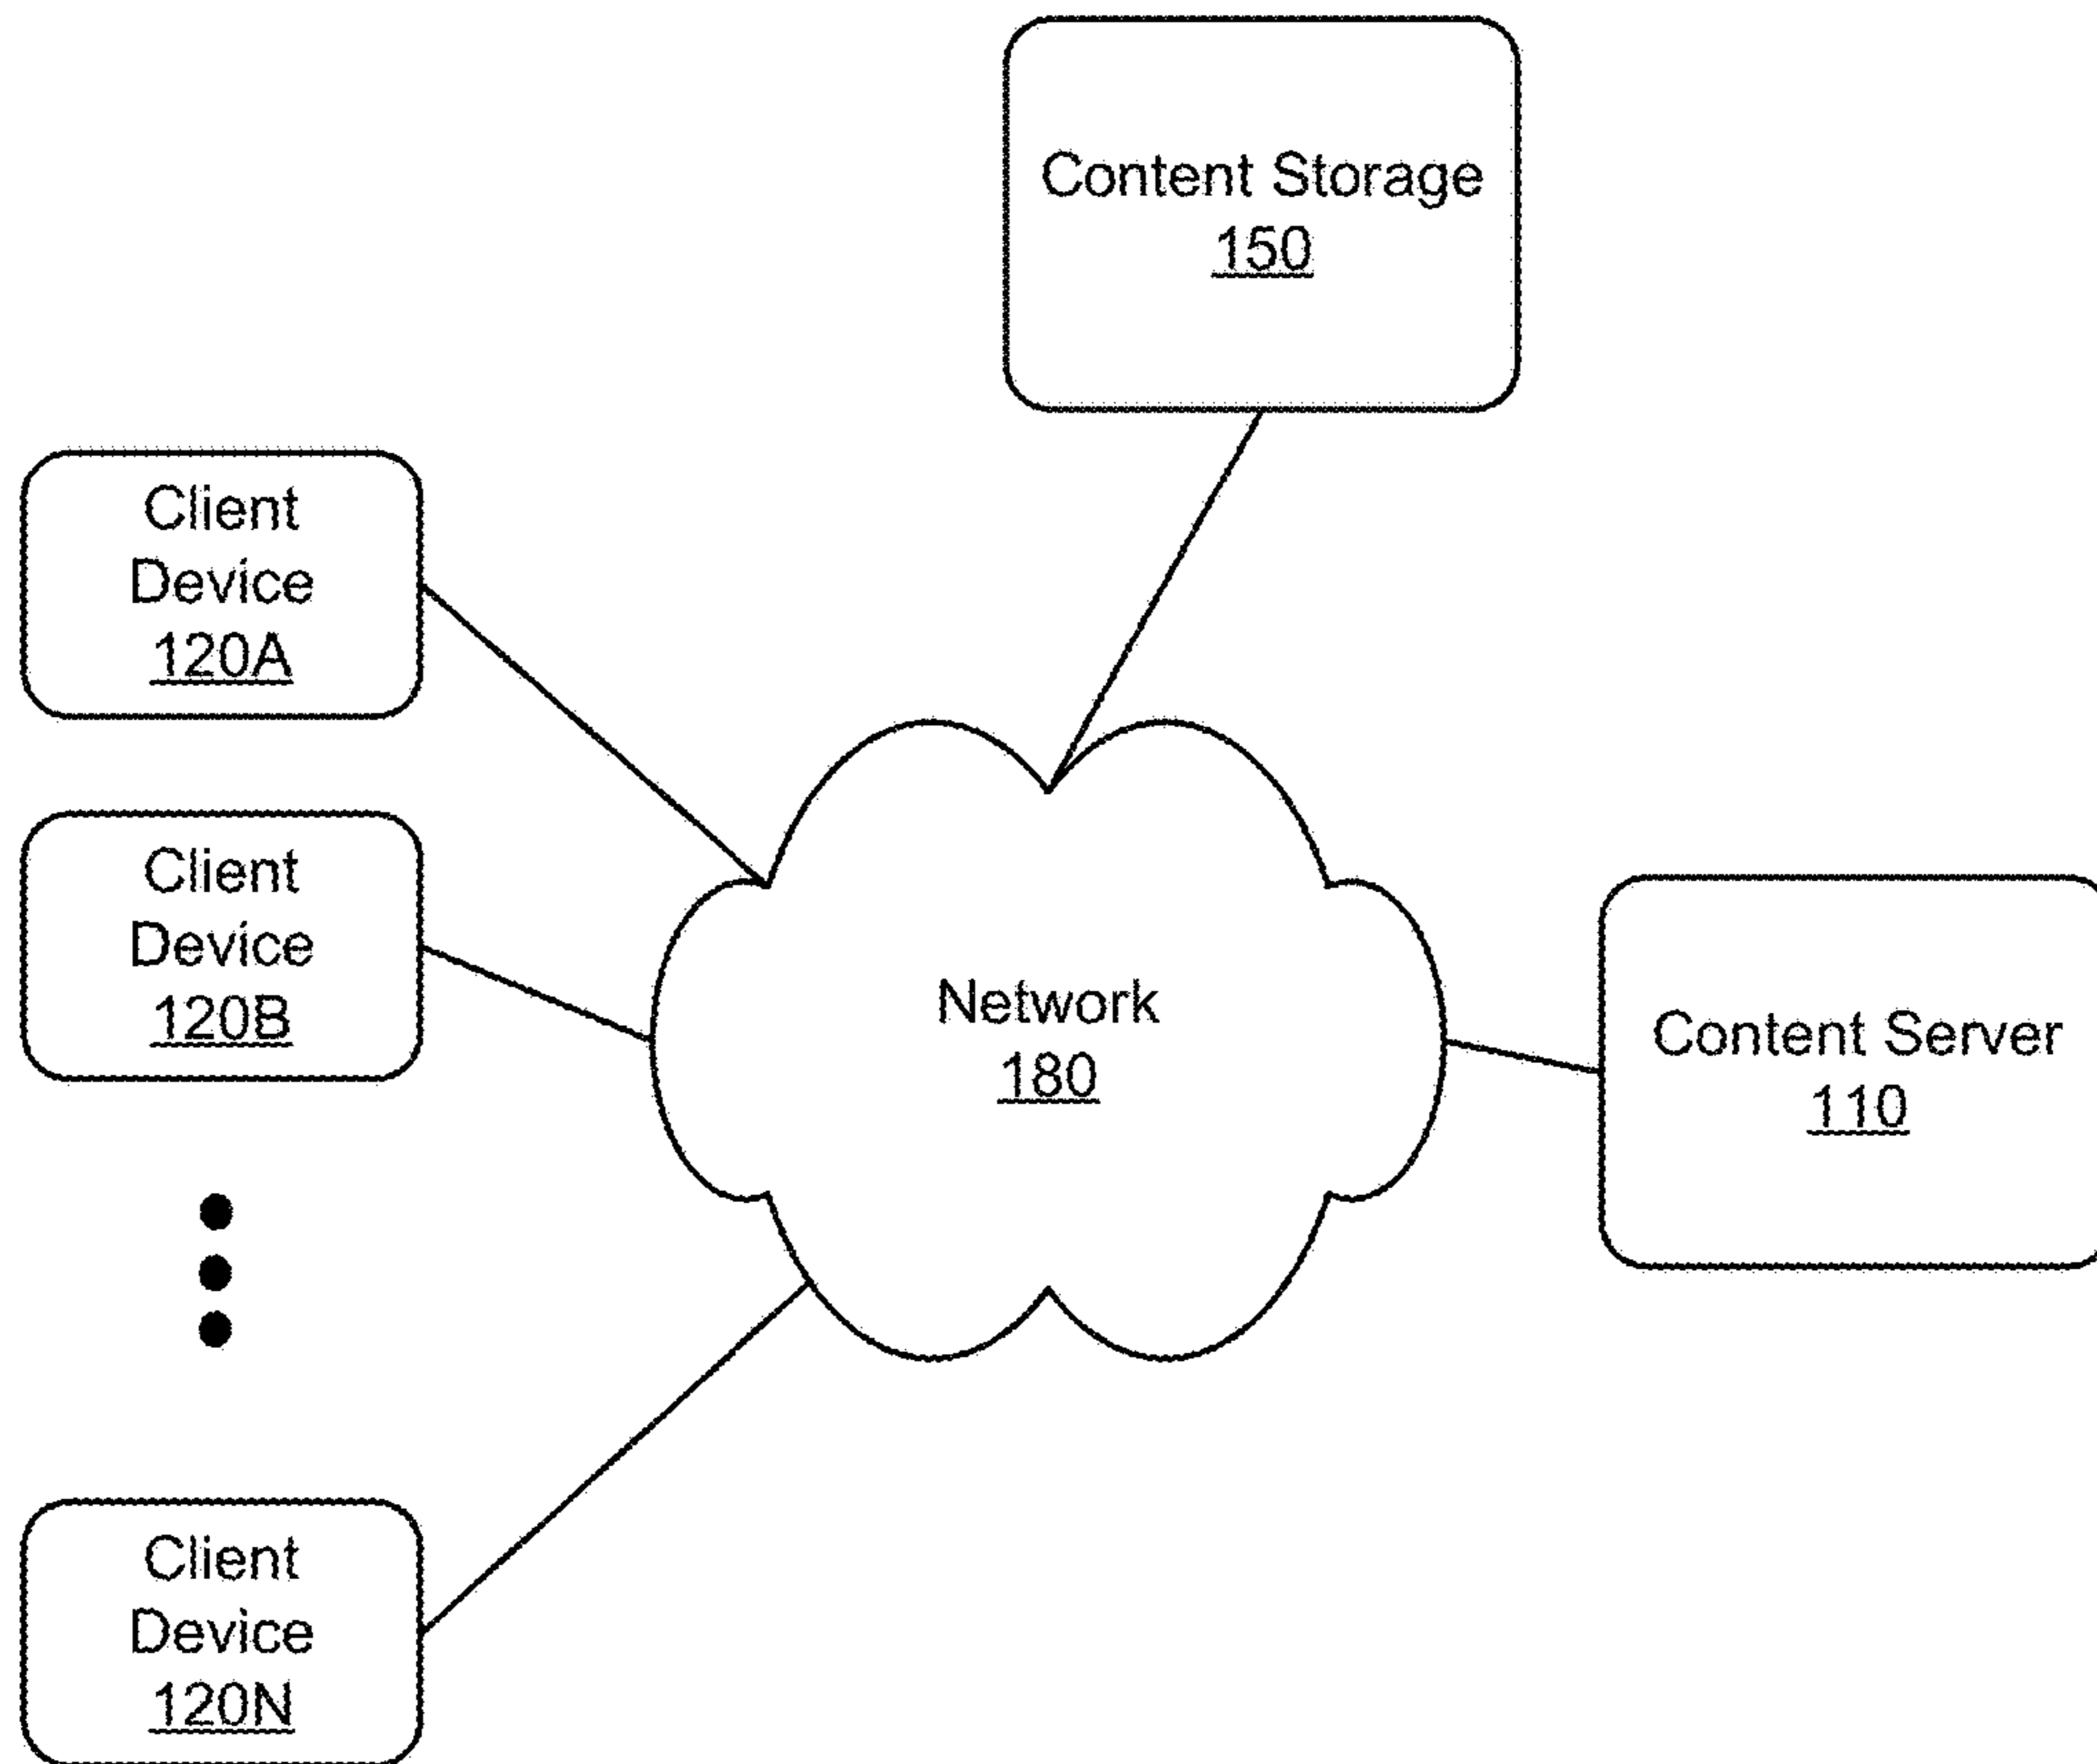 Content Storage
150
Client
Device
120A
Client
Device
120B
Network
180
Content Server
110
Client
Device
120N